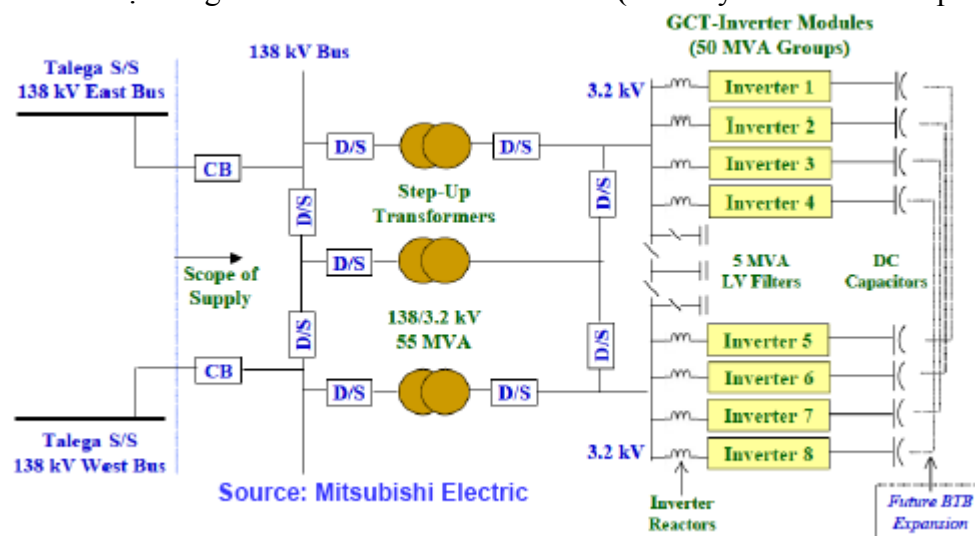 GCT-Inverter Modules
(50 MVA Groups)
138 kV Bus
Talega S/S
138 kV East Bus
3.2 kV
Inverter 1
Inverter 2
Inverter 3
Inverter 4
D/S
D/S
CB
D/S
D/S
Step-Up
Transformers
D/S
Scope of
Supply
5 MVA
LV Filters
DC
Capacitors
138/3.2 kV
55 MVA
D/S
D/S
Inverter 5
Inverter 6
Inverter 7
Inverter 8
CB
D/S
D/S
Talega S/S
138 kV West Bus
3.2 kV
Source: Mitsubishi Electric
Inverter
Reactors
Future BTB
Expansion